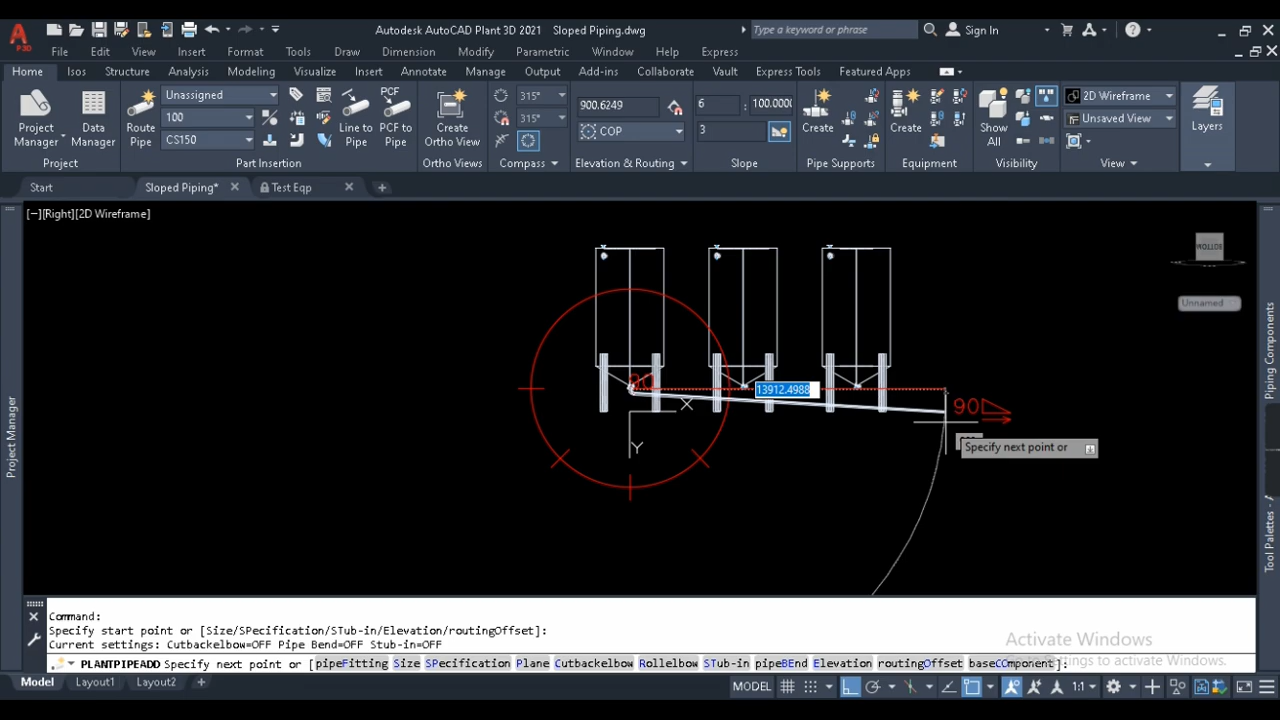 Autodesk AutoCAD Plant 3D 2021 Sloped Piping.dwg
Type a keyword or phrase
Sign In
P3D
File Edit View Insert Format Tools Draw Dimension Modify Parametric Window Help Express
Home Isos Structure Analysis Modeling Visualize Insert Annotate Manage Output Add-ins Collaborate Vault Express Tools Featured Apps
Project Manager
Data Manager
Project
Route Pipe
Unassigned
100
CS150
Line to Pipe
PCF PCF to Pipe
Part Insertion
Create Ortho View
Ortho Views
315°
315°
Compass
900.6249
COP
Elevation & Routing
6 : 100.0000
3
Slope
Create
Pipe Supports
Create
Equipment
Show All
Visibility
2D Wireframe
Unsaved View
View
Layers
Start Sloped Piping* Test Eqp
[−][Right][2D Wireframe]
BOTTOM
Unnamed
90
13912.4988
90
X
Y
Specify next point or
Project Manager
Piping Components
Tool Palettes - A
Command:
Specify start point or [Size/SPecification/STub-in/Elevation/routingOffset]:
Current settings: Cutbackelbow=OFF Pipe Bend=OFF Stub-in=OFF
PLANTPIPEADD Specify next point or [pipeFitting Size SPecification Plane Cutbackelbow Rollelbow STub-in pipeBEnd Elevation routingOffset baseCOmponent]:
Activate Windows
Settings to activate Windows.
Model Layout1 Layout2 +
MODEL
1:1